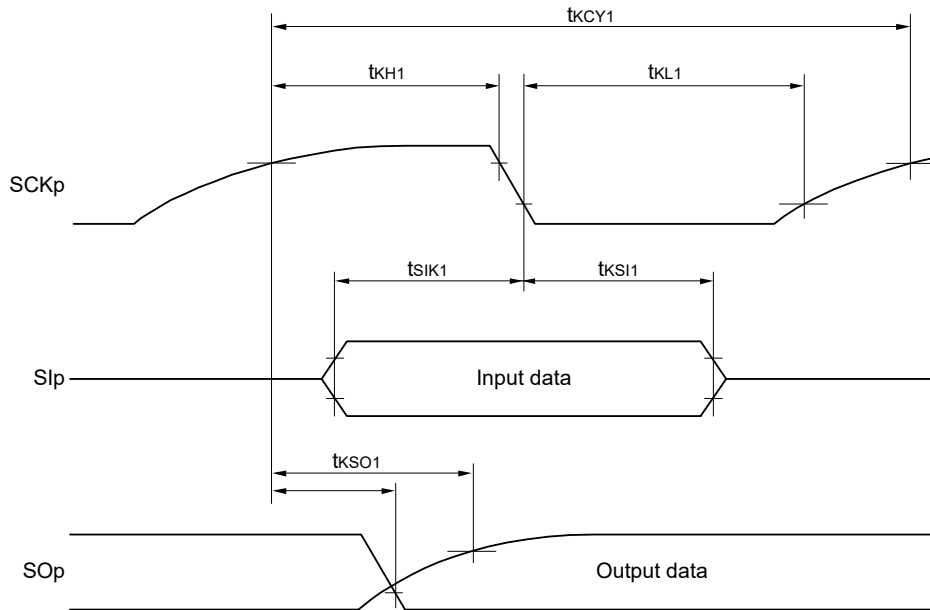 tKCY1
tKH1
tKL1
SCKp
tSIK1
tKSI1
SIp
Input data
tKSO1
SOp
Output data